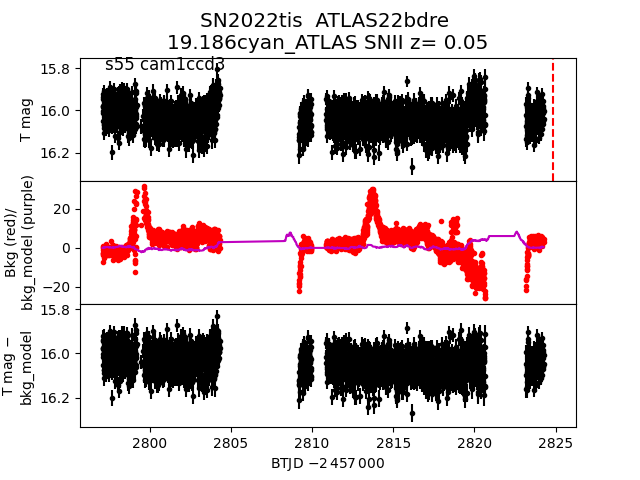 SN2022tis  ATLAS22bdre
19.186cyan_ATLAS SNII z= 0.05
s55 cam1ccd3
15.8
16.0
16.2
T mag
20
0
−20
Bkg (red)/
bkg_model (purple)
15.8
16.0
16.2
T mag −
bkg_model
2800 2805 2810 2815 2820 2825
BTJD −2 457 000